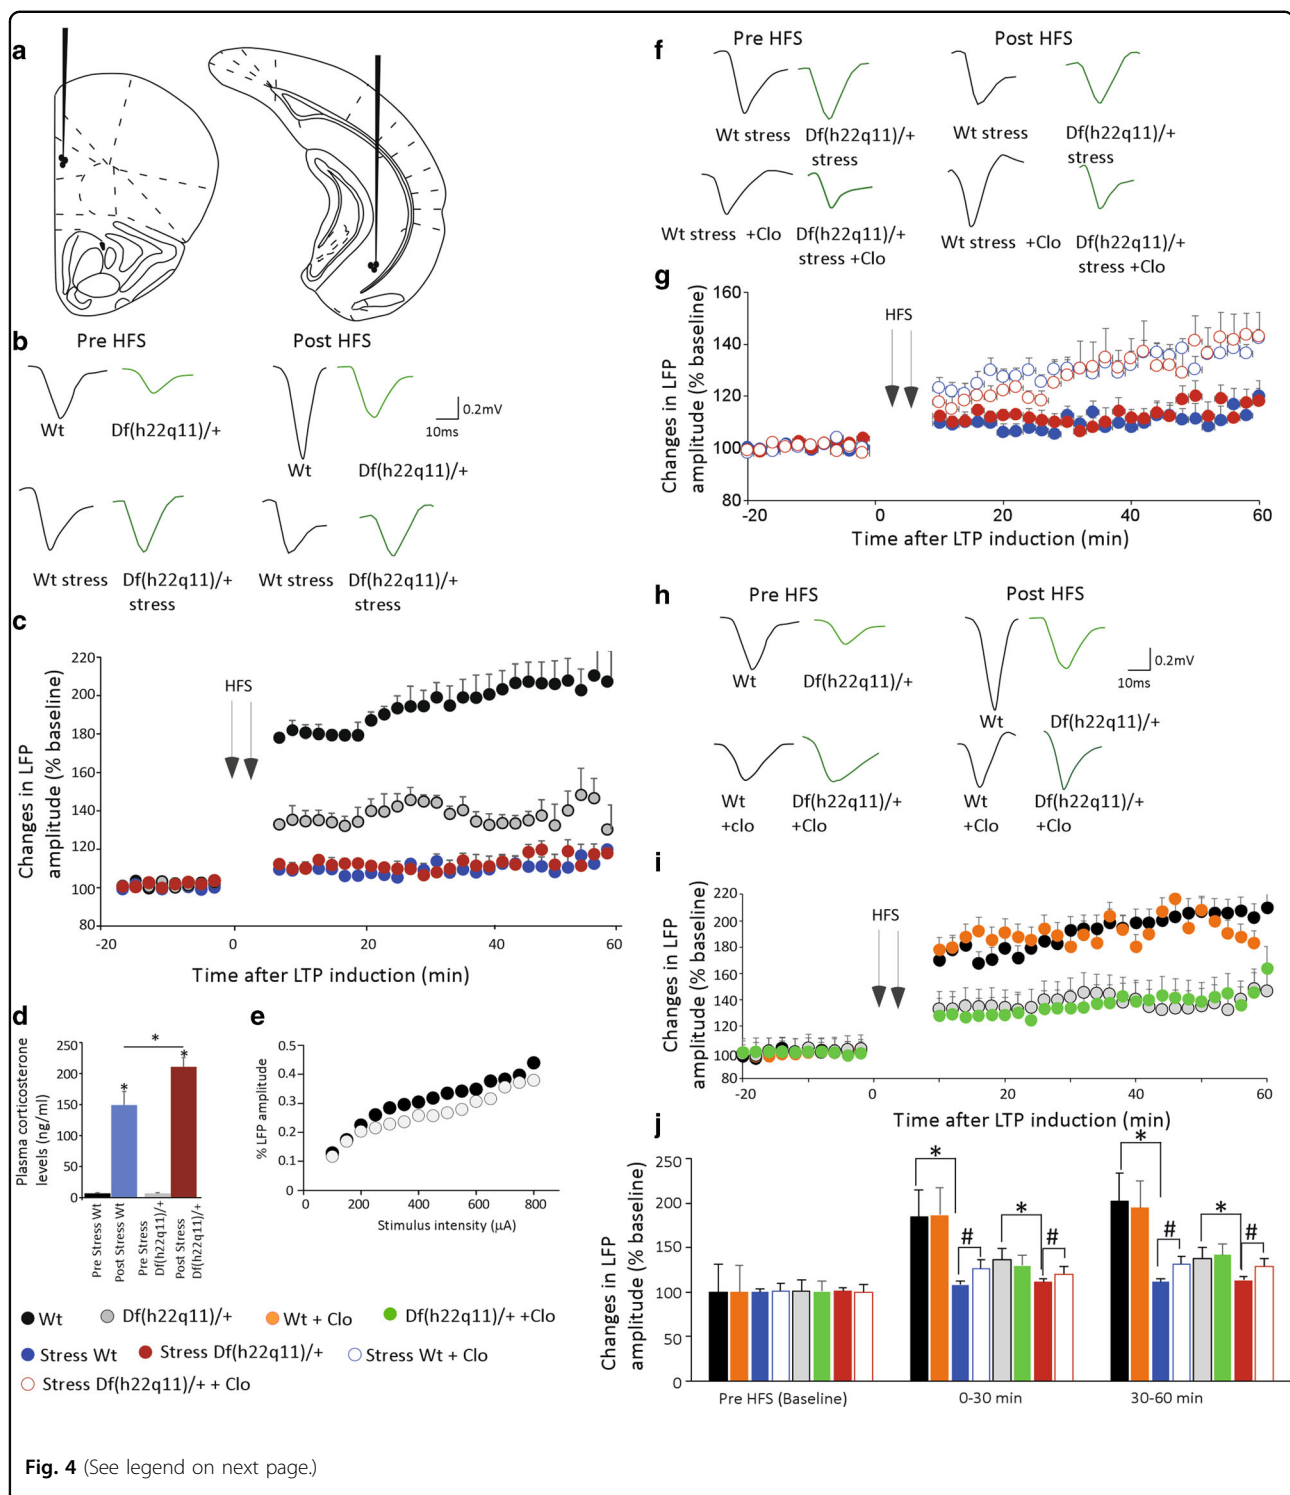 a
b
Pre HFS
Post HFS
Wt
Df(h22q11)/+
Wt
Df(h22q11)/+
0.2mV
10ms
Wt stress
Df(h22q11)/+
stress
Wt stress
Df(h22q11)/+
stress
c
Changes in LFP
amplitude (% baseline)
220
200
180
160
140
120
100
80
HFS
-20
0
20
40
60
Time after LTP induction (min)
d
Plasma corticosterone
levels (ng/ml)
250
200
150
100
50
0
*
*
*
Pre Stress Wt
Post Stress Wt
Pre Stress
Df(h22q11)/+
Post Stress
Df(h22q11)/+
e
% LFP amplitude
0.5
0.4
0.3
0.2
0.1
0
0
200
400
600
800
Stimulus intensity (μA)
Wt
Df(h22q11)/+
Wt + Clo
Df(h22q11)/+ +Clo
Stress Wt
Stress Df(h22q11)/+
Stress Wt + Clo
Stress Df(h22q11)/+ + Clo
f
Pre HFS
Post HFS
Wt stress
Df(h22q11)/+
stress
Wt stress
Df(h22q11)/+
stress
Wt stress +Clo
Df(h22q11)/+
stress +Clo
Wt stress +Clo
Df(h22q11)/+
stress +Clo
g
Changes in LFP
amplitude (% baseline)
160
140
120
100
80
HFS
-20
0
20
40
60
Time after LTP induction (min)
h
Pre HFS
Post HFS
Wt
Df(h22q11)/+
Wt
Df(h22q11)/+
0.2mV
10ms
Wt
+clo
Df(h22q11)/+
+Clo
Wt
+Clo
Df(h22q11)/+
+Clo
i
Changes in LFP
amplitude (% baseline)
220
200
180
160
140
120
100
80
HFS
-20
0
20
40
60
Time after LTP induction (min)
j
Changes in LFP
amplitude (% baseline)
250
200
150
100
50
0
*
#
*
#
*
#
*
#
Pre HFS (Baseline)
0-30 min
30-60 min
Fig. 4 (See legend on next page.)